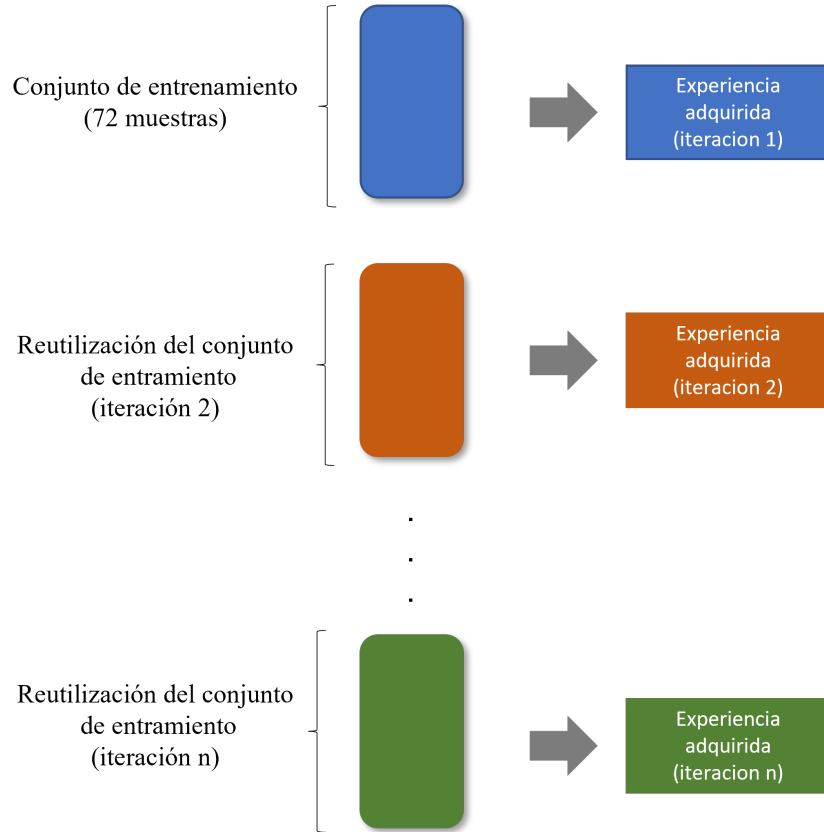 Conjunto de entrenamiento
(72 muestras)
Experiencia
adquirida
(iteracion 1)
Reutilización del conjunto
de entramiento
(iteración 2)
Experiencia
adquirida
(iteracion 2)
.
.
.
Reutilización del conjunto
de entramiento
(iteración n)
Experiencia
adquirida
(iteracion n)